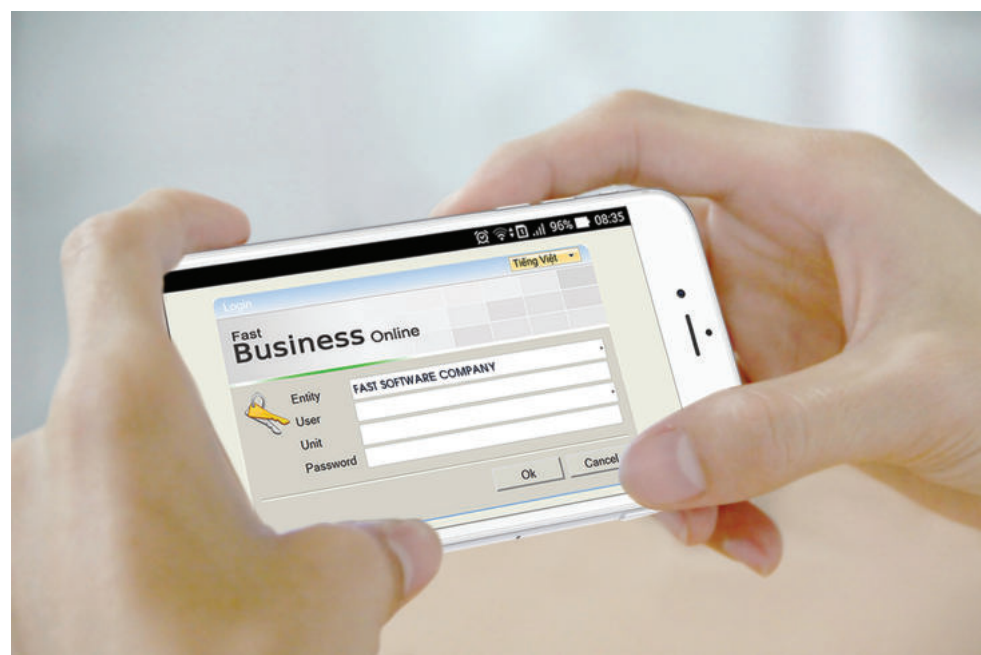 96% 08:35
Tiếng Việt
Login
Fast
Business Online
Entity
FAST SOFTWARE COMPANY
User
Unit
Password
Ok Cancel